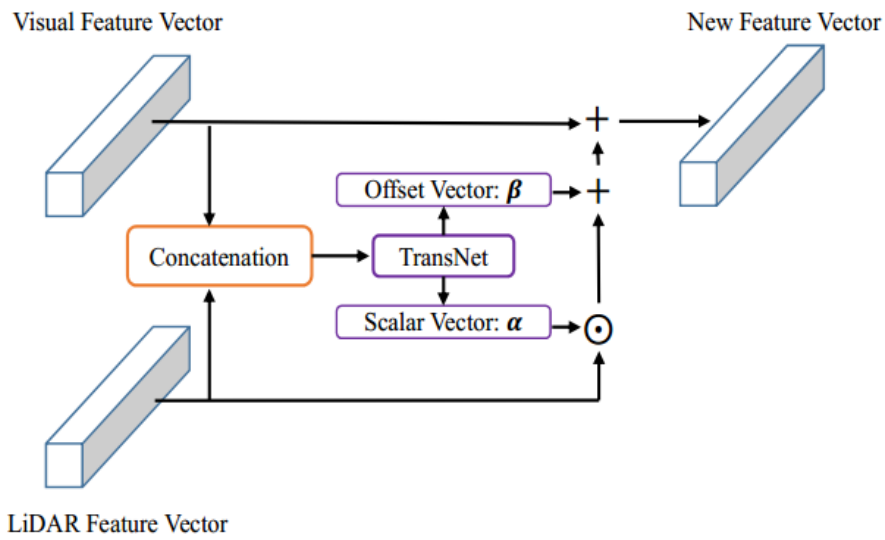 Visual Feature Vector
New Feature Vector
+
Offset Vector: β
+
Concatenation
TransNet
Scalar Vector: α
⊙
LiDAR Feature Vector